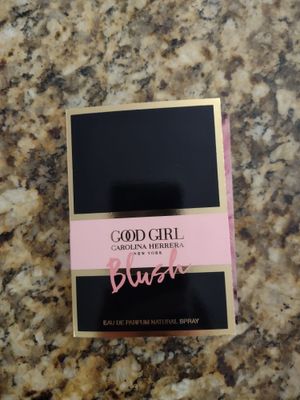 GOOD GIRL
CAROLINA HERRERA
NEW YORK
Blush
EAU DE PARFUM NATURAL SPRAY